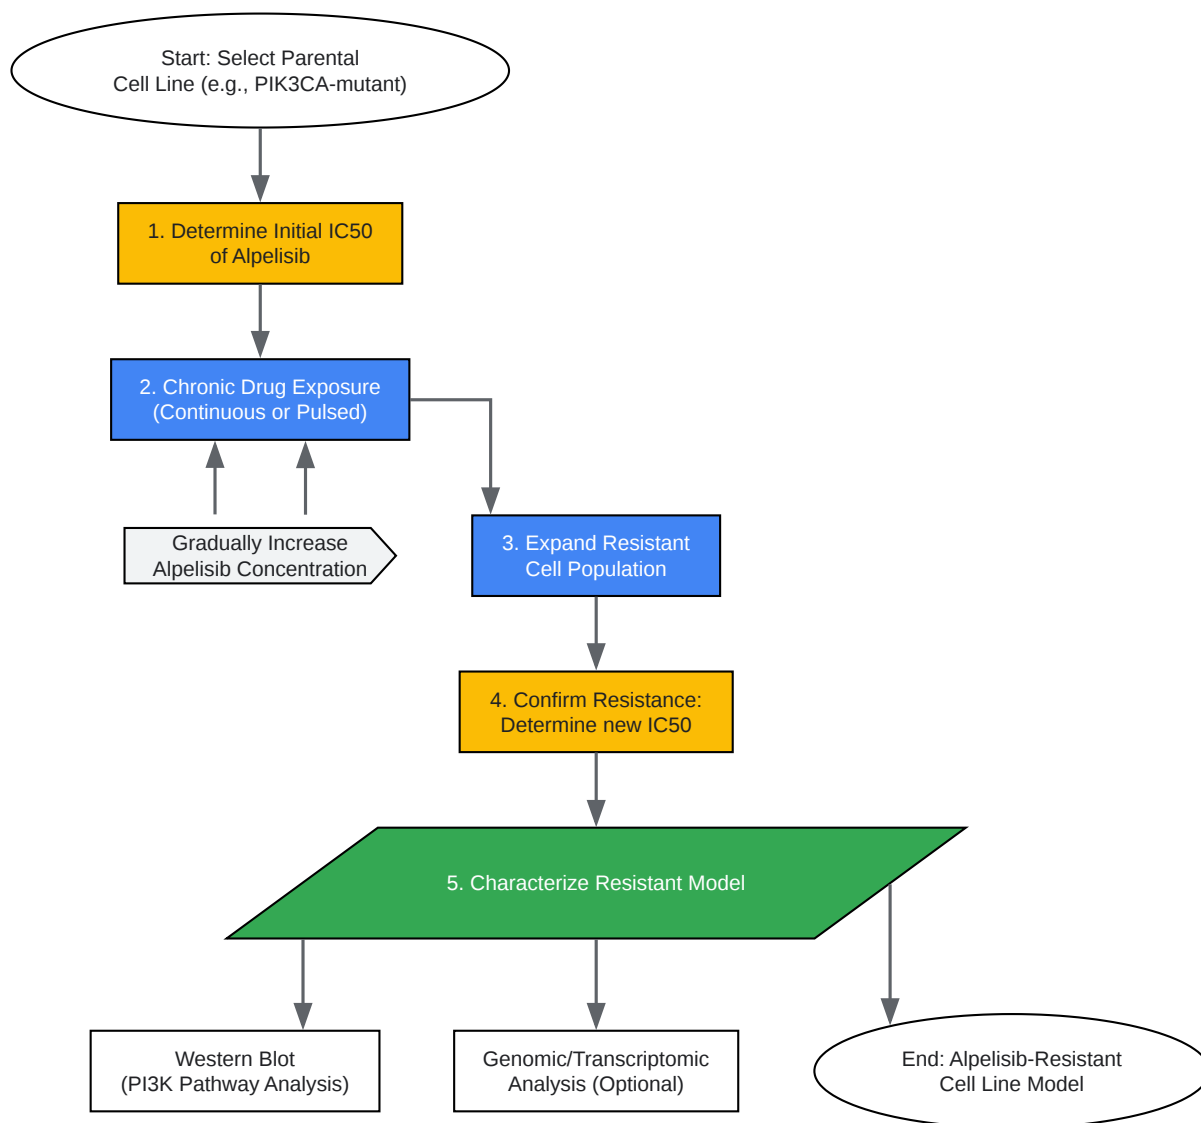 Start: Select Parental
Cell Line (e.g., PIK3CA-mutant)
1. Determine Initial IC50
of Alpelisib
2. Chronic Drug Exposure
(Continuous or Pulsed)
Gradually Increase
Alpelisib Concentration
3. Expand Resistant
Cell Population
4. Confirm Resistance:
Determine new IC50
5. Characterize Resistant Model
Western Blot
(PI3K Pathway Analysis)
Genomic/Transcriptomic
Analysis (Optional)
End: Alpelisib-Resistant
Cell Line Model